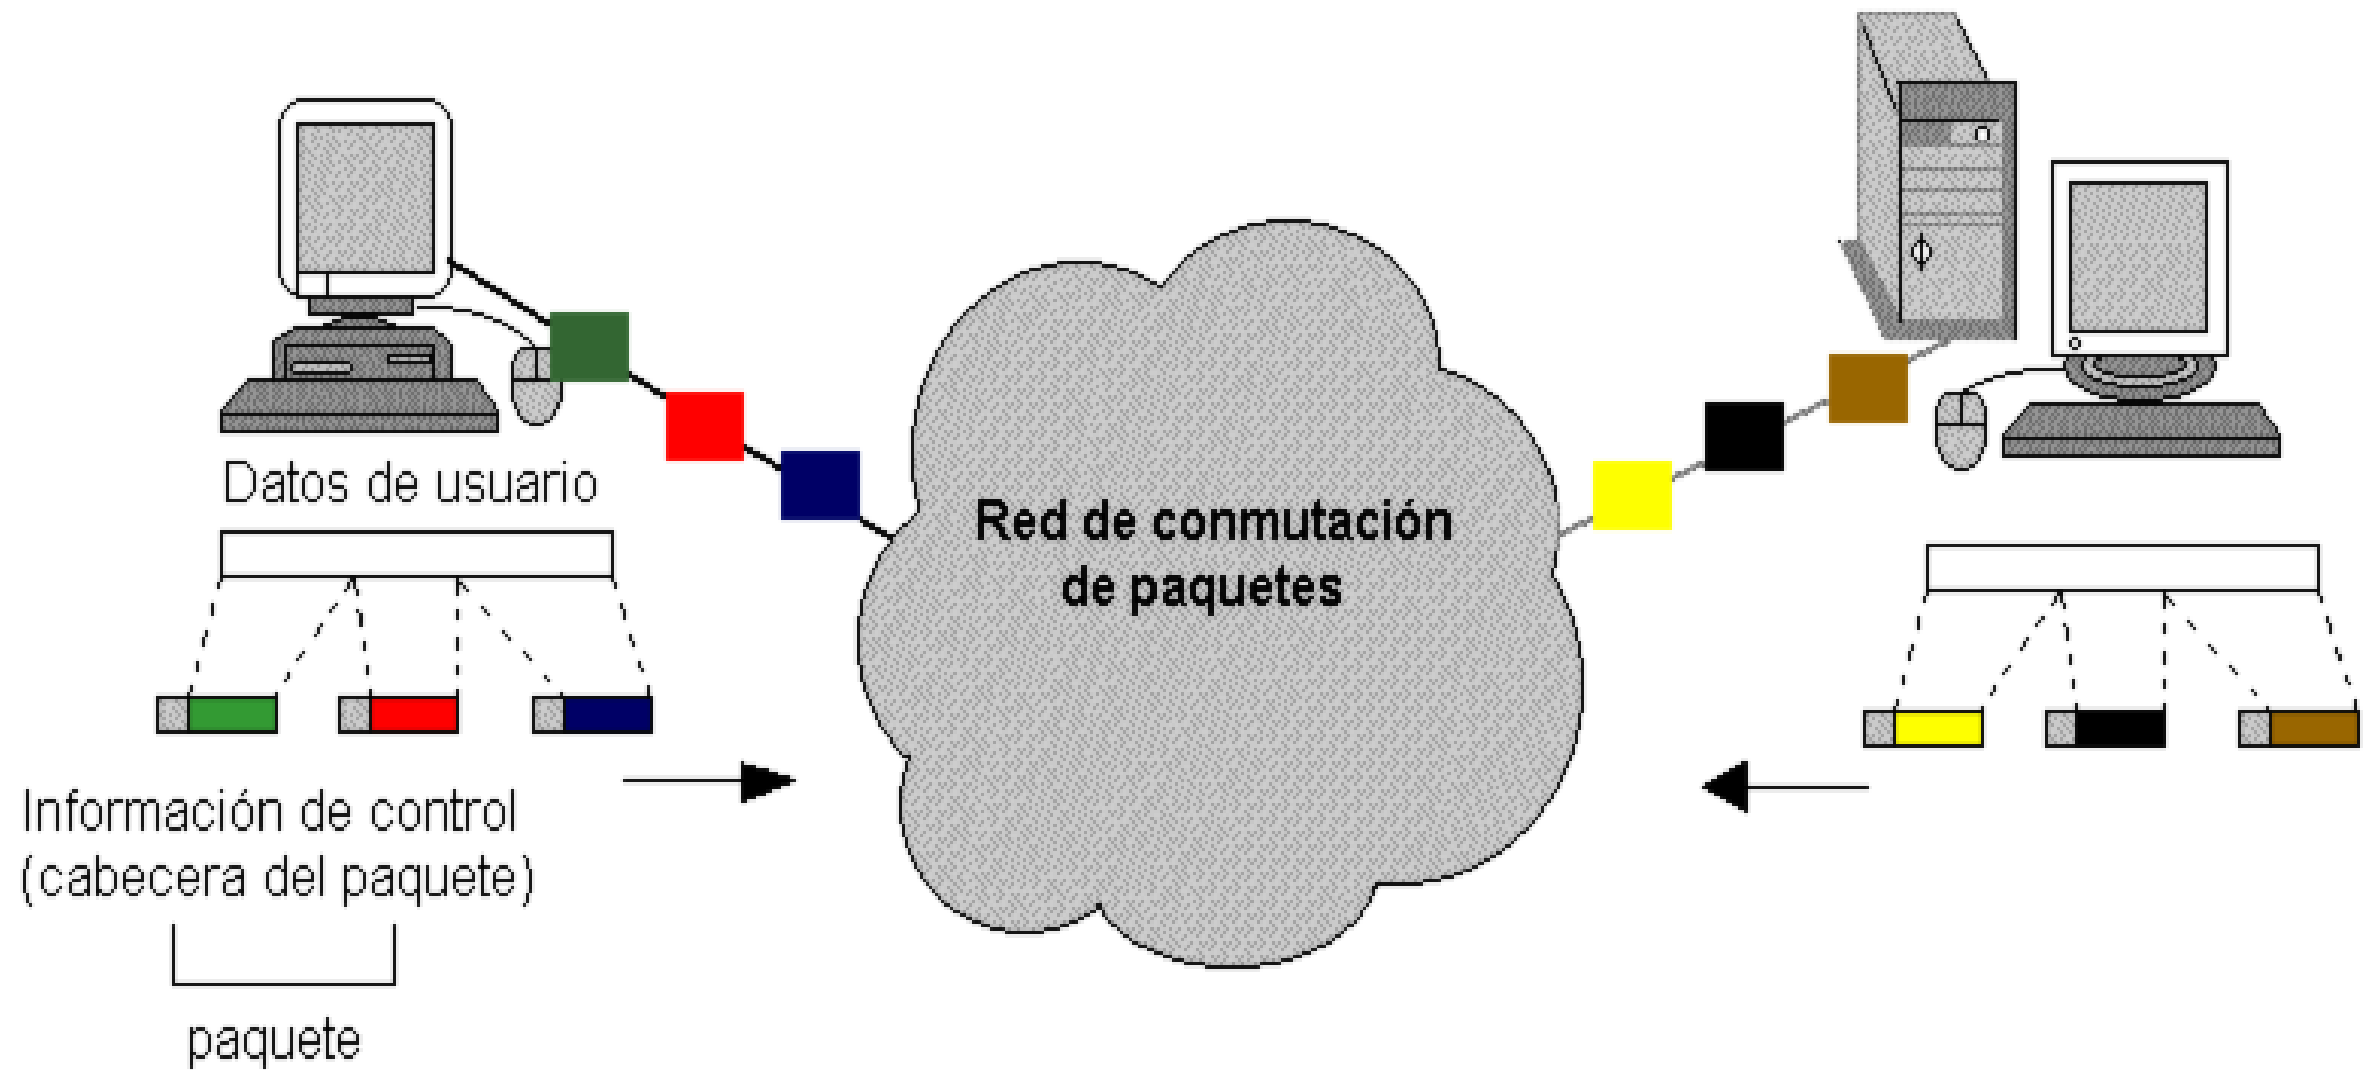 Datos de usuario
Red de conmutación
de paquetes
Información de control
(cabecera del paquete)
paquete